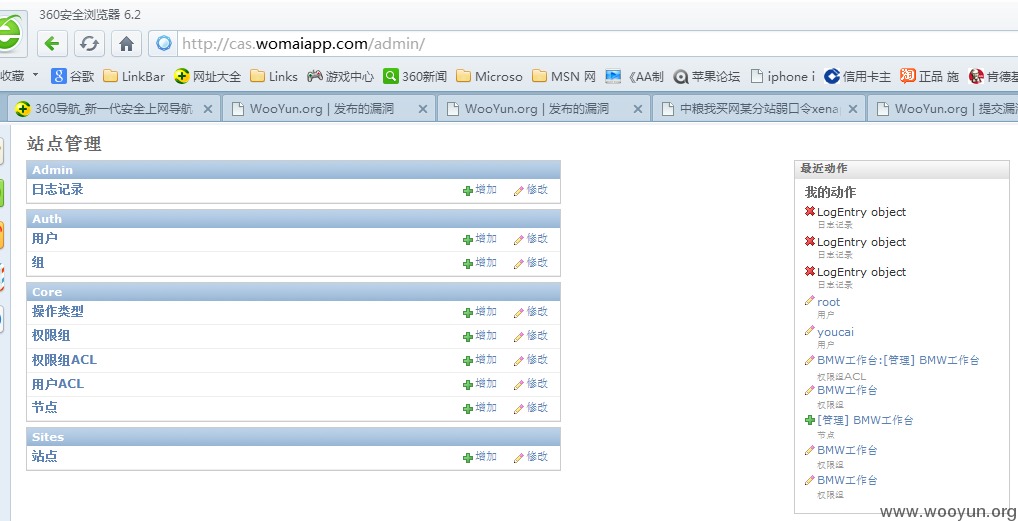 360安全浏览器 6.2
http://cas.womaiapp.com/admin/
收藏 谷歌 LinkBar 网址大全 Links 游戏中心 360新闻 Microso MSN 网 《AA制 苹果论坛 iphone i 信用卡主 正品 施 肯德基
360导航_新一代安全上网导航 WooYun.org | 发布的漏洞 WooYun.org | 发布的漏洞 中粮我买网某分站弱口令xenap WooYun.org | 提交漏洞
站点管理
Admin
日志记录 增加 修改
Auth
用户 增加 修改
组 增加 修改
Core
操作类型 增加 修改
权限组 增加 修改
权限组ACL 增加 修改
用户ACL 增加 修改
节点 增加 修改
Sites
站点 增加 修改
最近动作
我的动作
LogEntry object
日志记录
LogEntry object
日志记录
LogEntry object
日志记录
root
用户
youcai
用户
BMW工作台:[管理] BMW工作台
权限组ACL
BMW工作台
权限组
[管理] BMW工作台
节点
BMW工作台
权限组
BMW工作台
权限组
www.wooyun.org